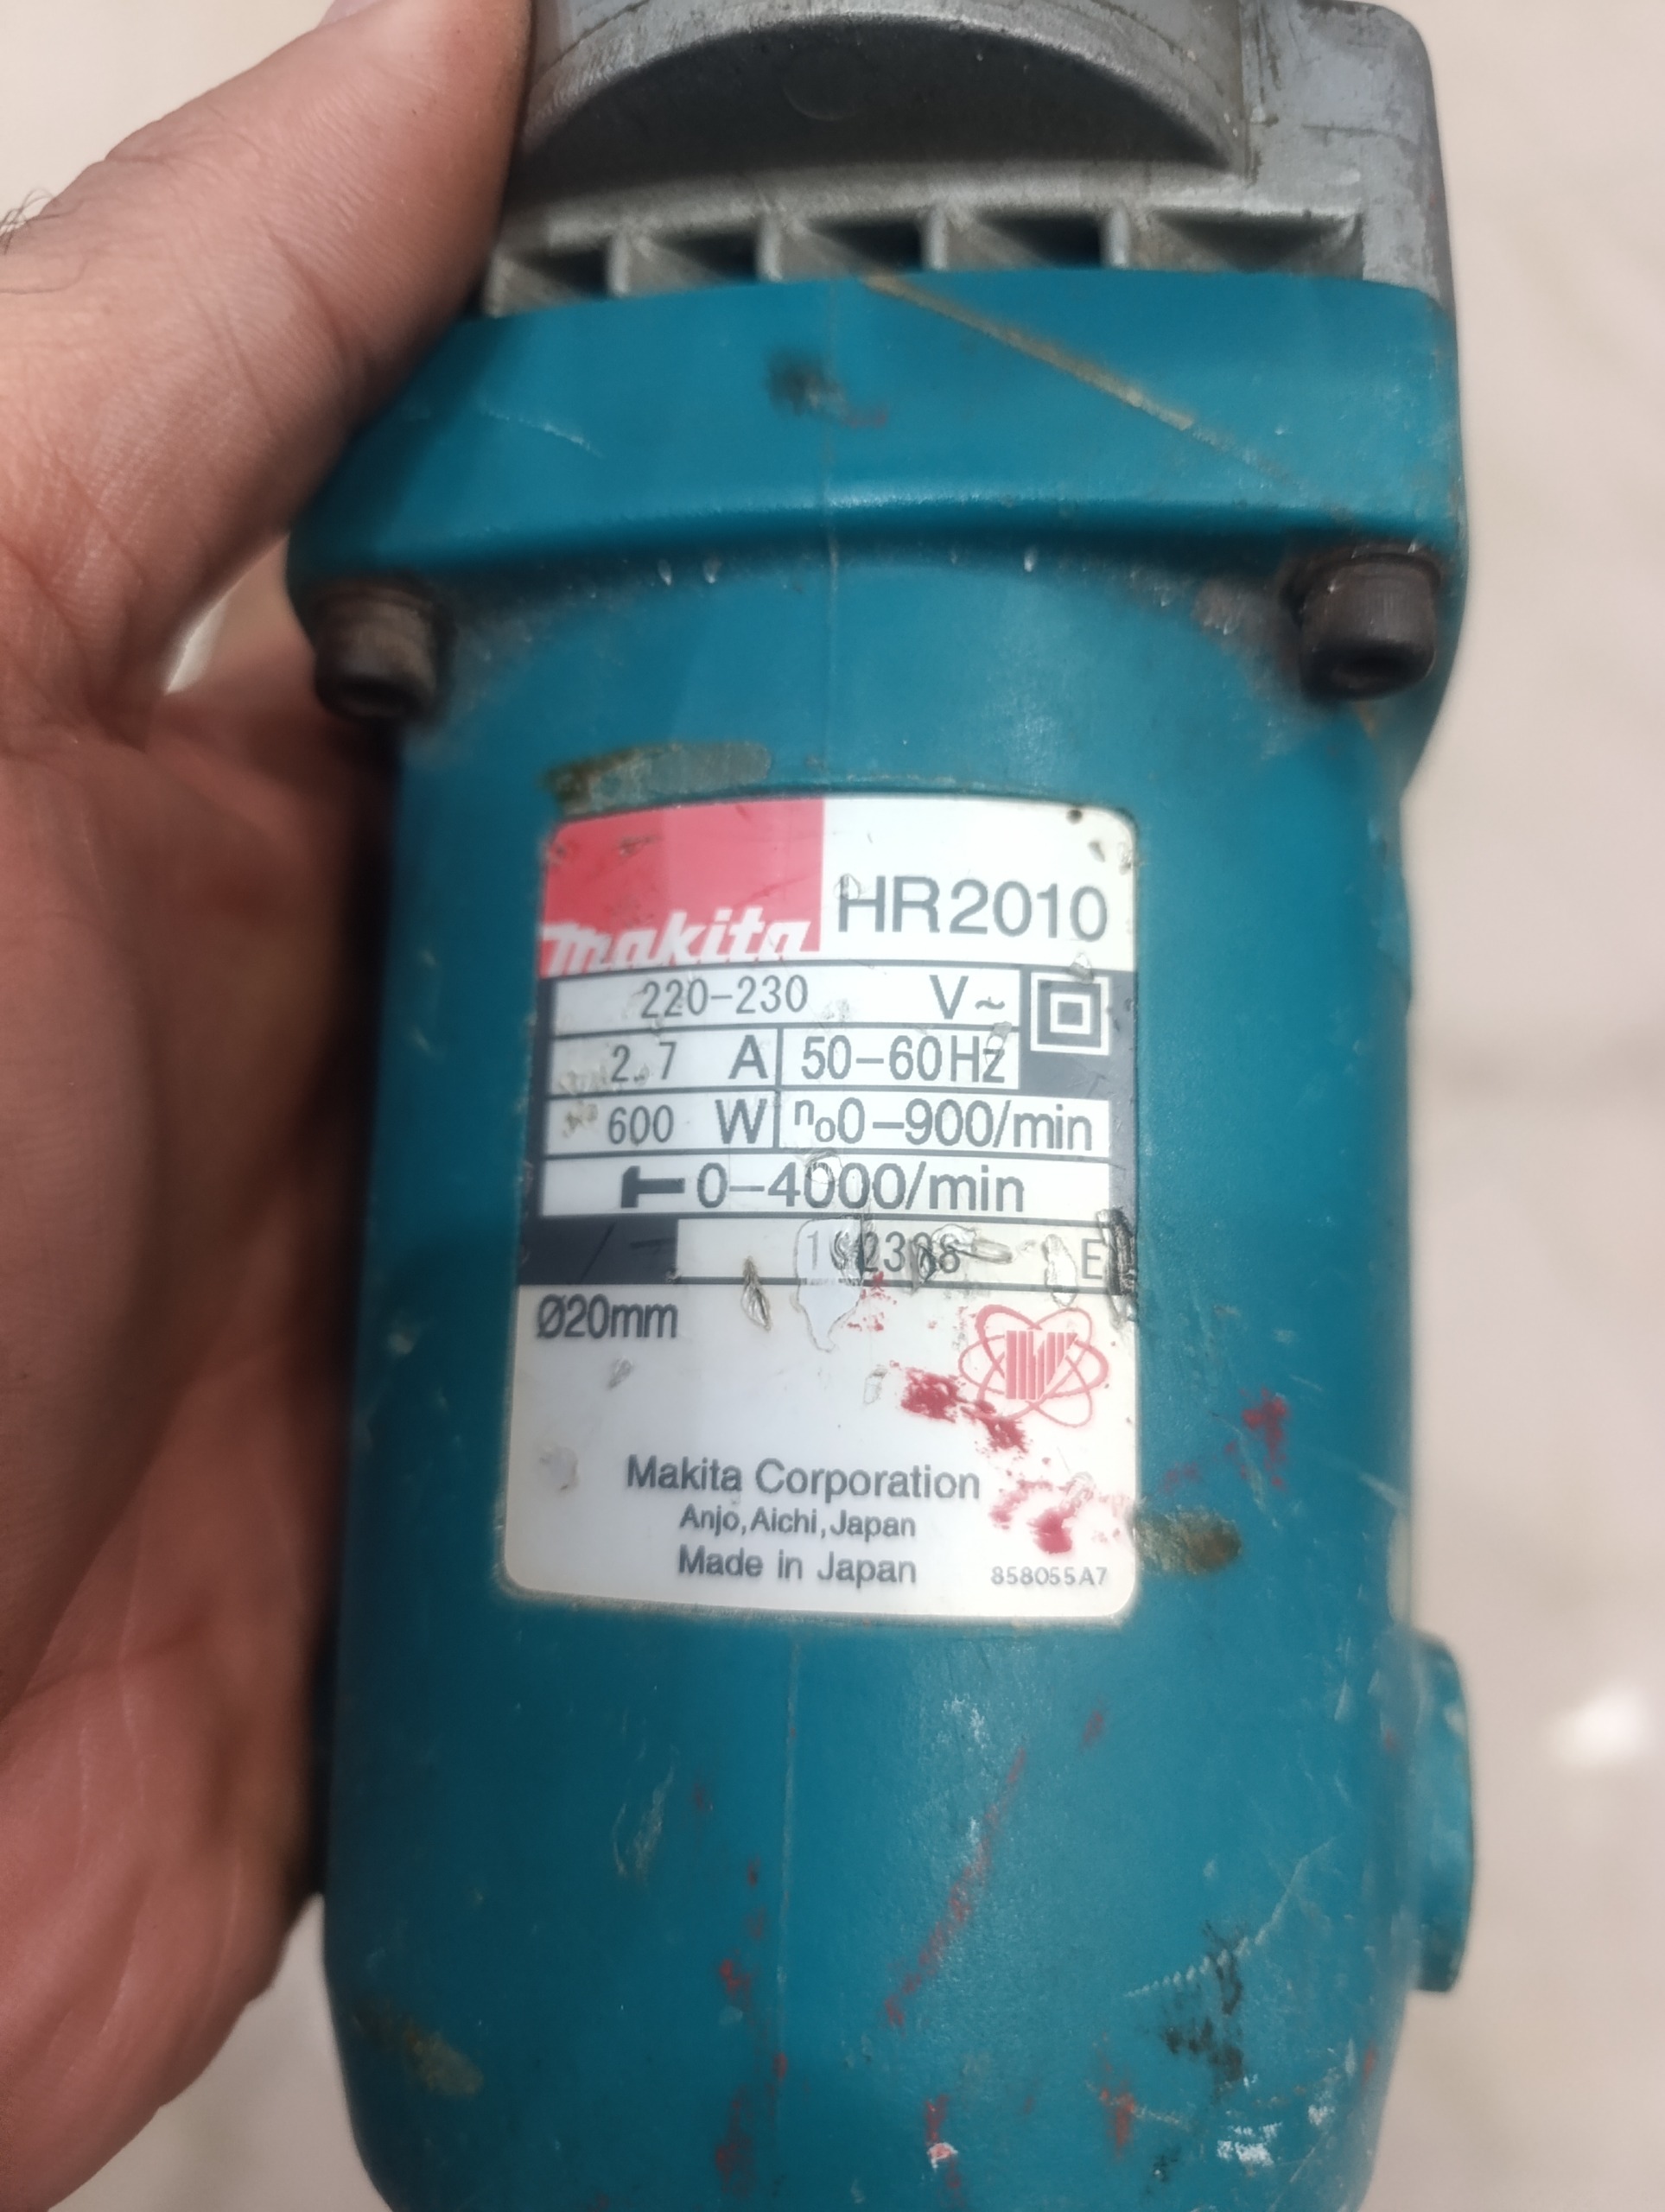 makita HR2010
220-230 V~
2.7 A 50-60Hz
600 W n₀0-900/min
0-4000/min
E
Ø20mm
Makita Corporation
Anjo, Aichi, Japan
Made in Japan 858055A7